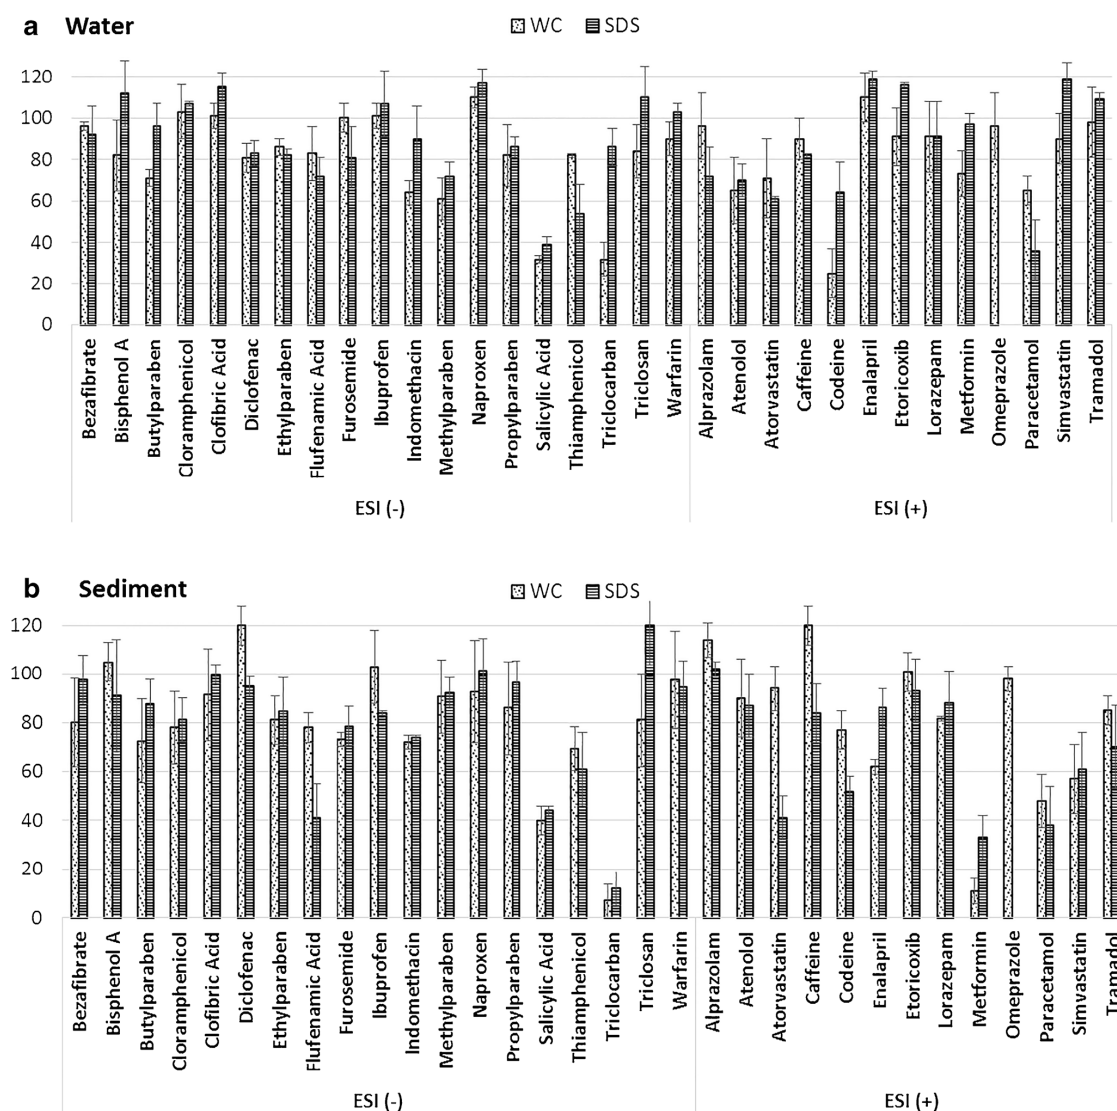 a Water
WC SDS
120
100
80
60
40
20
0
Bezafibrate
Bisphenol A
Butylparaben
Cloramphenicol
Clofibric Acid
Diclofenac
Ethylparaben
Flufenamic Acid
Furosemide
Ibuprofen
Indomethacin
Methylparaben
Naproxen
Propylparaben
Salicylic Acid
Thiamphenicol
Triclocarban
Triclosan
Warfarin
Alprazolam
Atenolol
Atorvastatin
Caffeine
Codeine
Enalapril
Etoricoxib
Lorazepam
Metformin
Omeprazole
Paracetamol
Simvastatin
Tramadol
ESI (-) ESI (+)
b Sediment
WC SDS
120
100
80
60
40
20
0
Bezafibrate
Bisphenol A
Butylparaben
Cloramphenicol
Clofibric Acid
Diclofenac
Ethylparaben
Flufenamic Acid
Furosemide
Ibuprofen
Indomethacin
Methylparaben
Naproxen
Propylparaben
Salicylic Acid
Thiamphenicol
Triclocarban
Triclosan
Warfarin
Alprazolam
Atenolol
Atorvastatin
Caffeine
Codeine
Enalapril
Etoricoxib
Lorazepam
Metformin
Omeprazole
Paracetamol
Simvastatin
Tramadol
ESI (-) ESI (+)